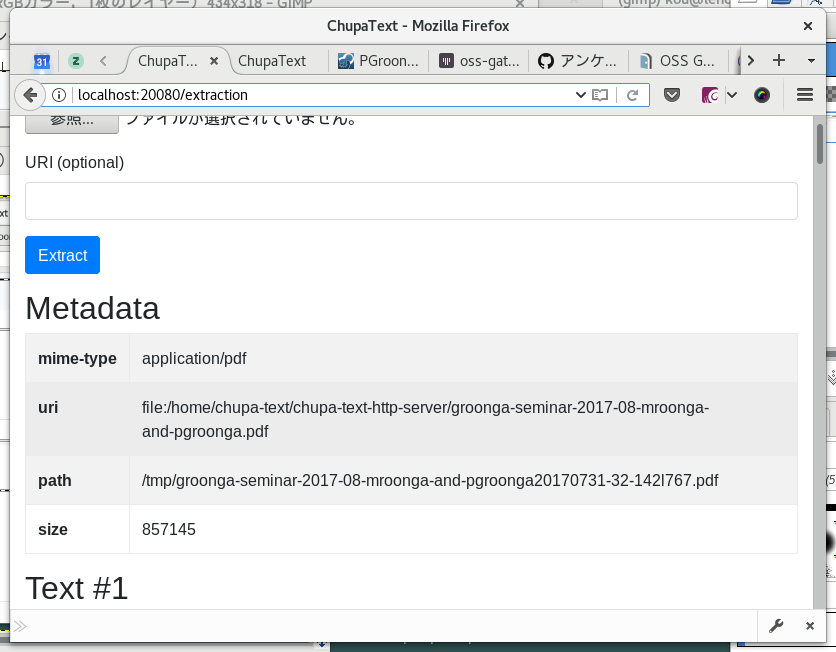 RGBカラー, 1枚のレイヤー) 434x318 – GIMP
ChupaText - Mozilla Firefox
31 Z ChupaT... ChupaText PGroon... oss-gat... アンケ... OSS G...
localhost:20080/extraction
参照... ファイルが選択されていません。
URI (optional)
Extract
Metadata
mime-type application/pdf
uri file:/home/chupa-text/chupa-text-http-server/groonga-seminar-2017-08-mroonga-
and-pgroonga.pdf
path /tmp/groonga-seminar-2017-08-mroonga-and-pgroonga20170731-32-142l767.pdf
size 857145
Text #1